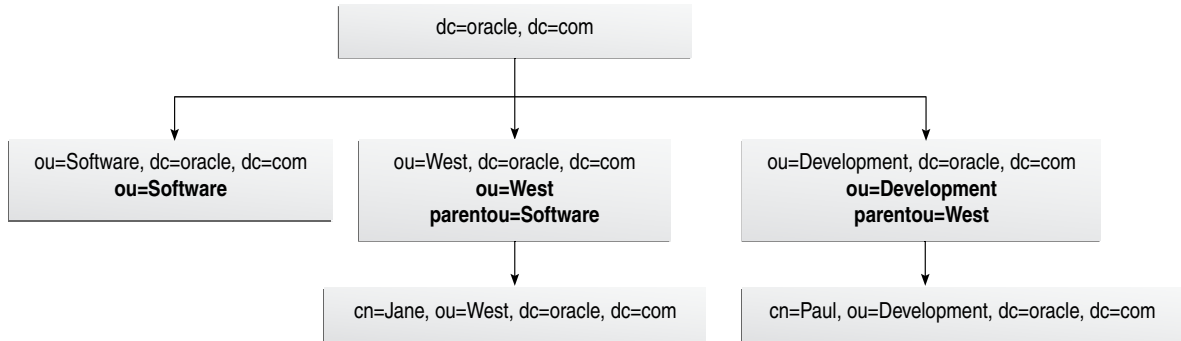 dc=oracle, dc=com
ou=Software, dc=oracle, dc=com
ou=Software
ou=West, dc=oracle, dc=com
ou=West
parentou=Software
ou=Development, dc=oracle, dc=com
ou=Development
parentou=West
cn=Jane, ou=West, dc=oracle, dc=com
cn=Paul, ou=Development, dc=oracle, dc=com